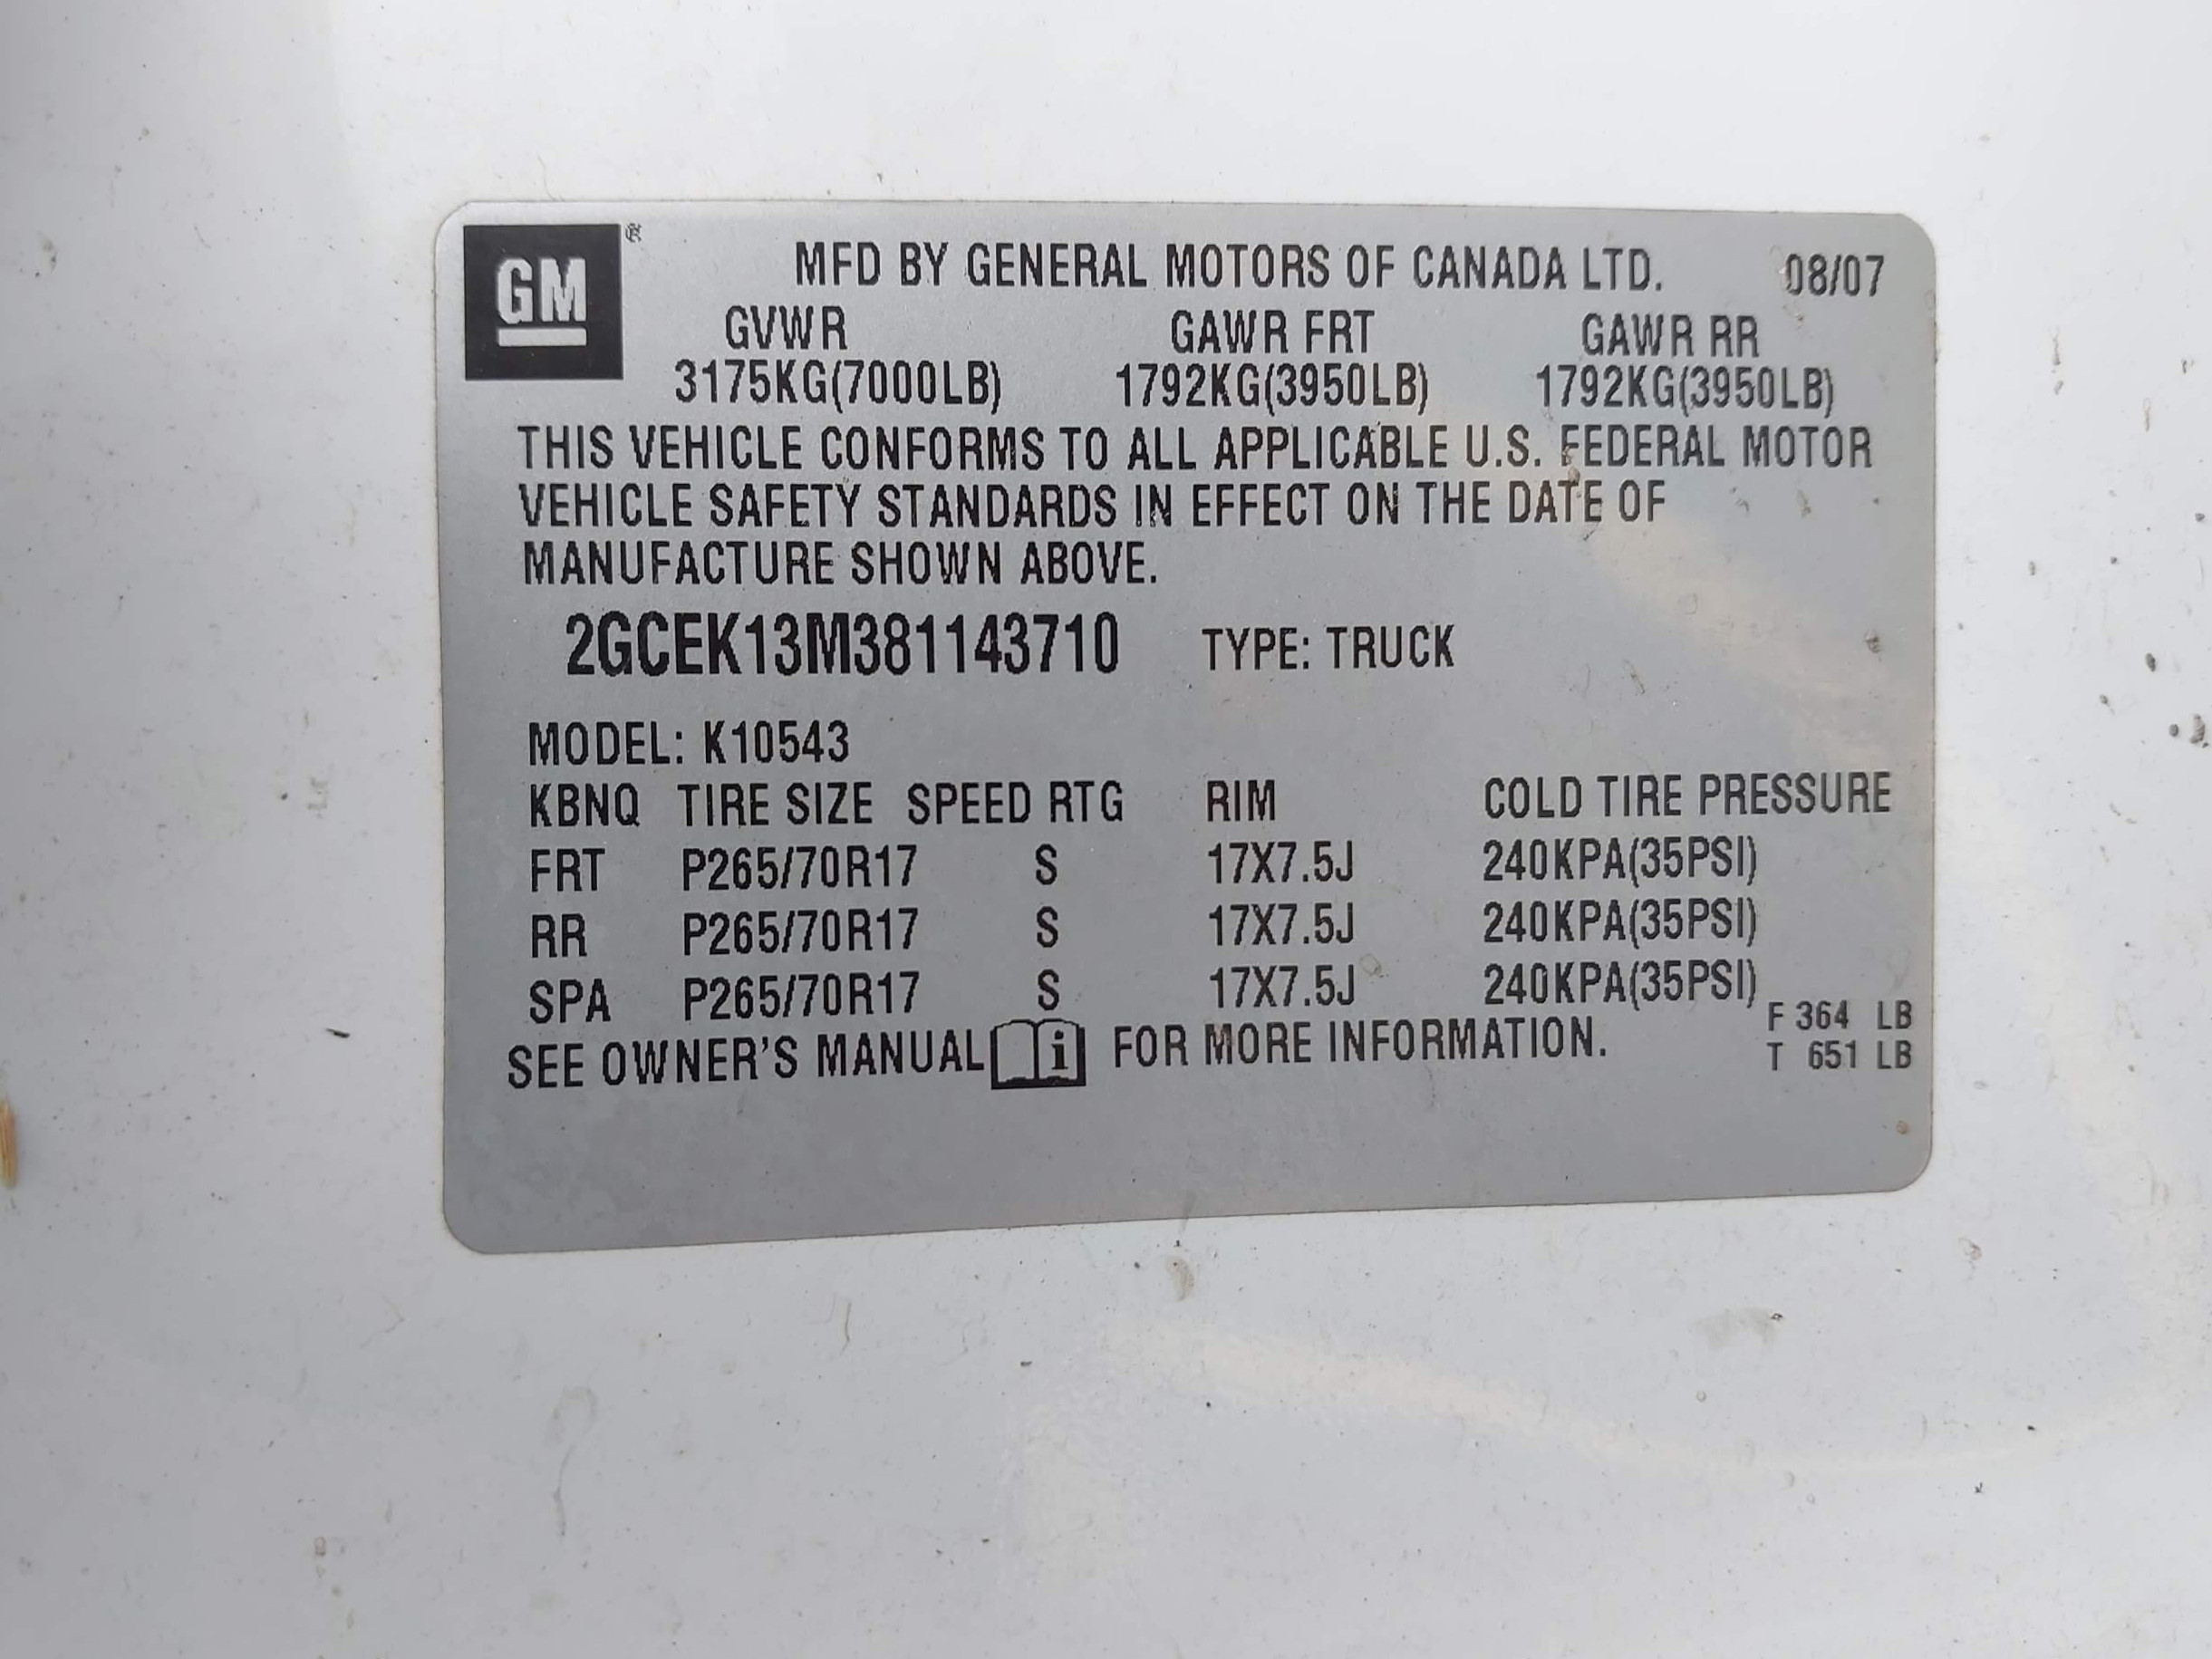 GM ® MFD BY GENERAL MOTORS OF CANADA LTD. 08/07
GVWR GAWR FRT GAWR RR
3175KG(7000LB) 1792KG(3950LB) 1792KG(3950LB)
THIS VEHICLE CONFORMS TO ALL APPLICABLE U.S. FEDERAL MOTOR
VEHICLE SAFETY STANDARDS IN EFFECT ON THE DATE OF
MANUFACTURE SHOWN ABOVE.
2GCEK13M381143710 TYPE: TRUCK
MODEL: K10543
KBNQ TIRE SIZE SPEED RTG RIM COLD TIRE PRESSURE
FRT P265/70R17 S 17X7.5J 240KPA(35PSI)
RR P265/70R17 S 17X7.5J 240KPA(35PSI)
SPA P265/70R17 S 17X7.5J 240KPA(35PSI)
F 364 LB
SEE OWNER'S MANUAL i FOR MORE INFORMATION. T 651 LB